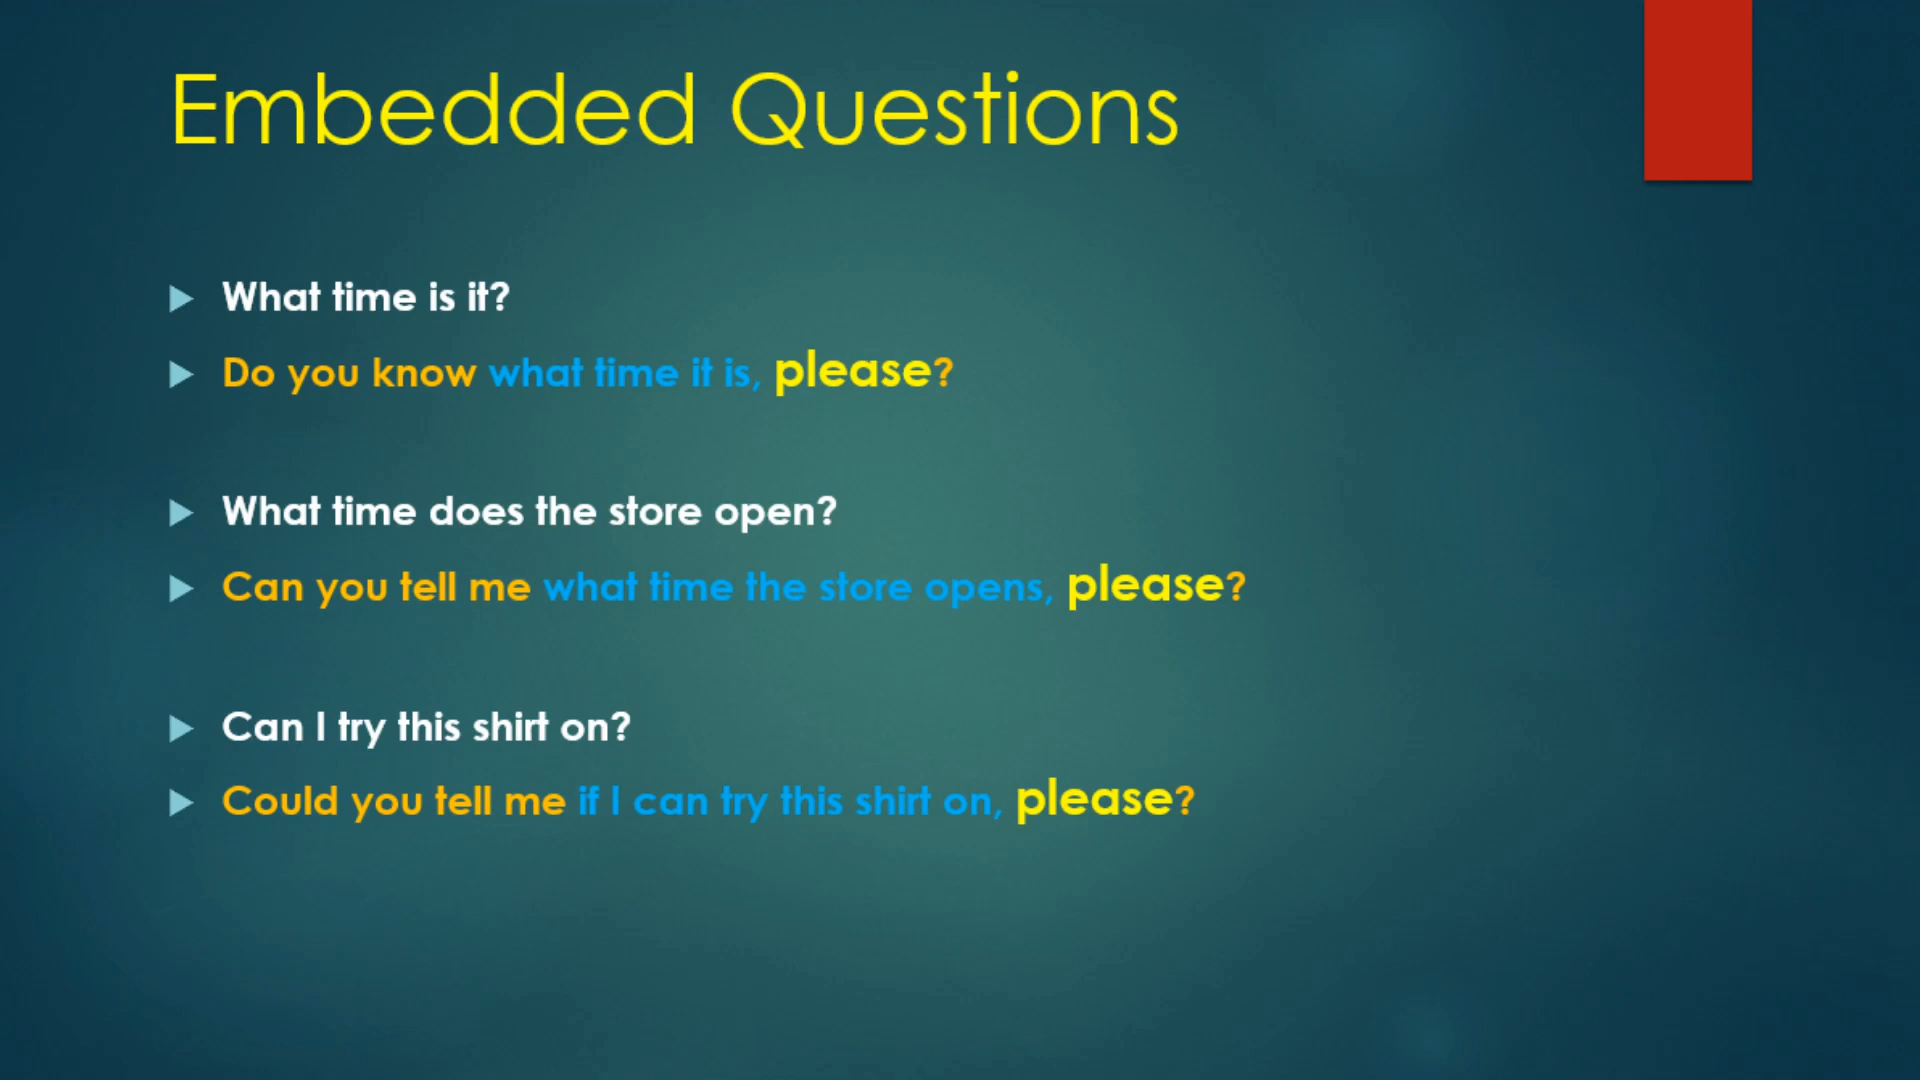 Embedded Questions
What time is it?
Do you know what time it is, please?
What time does the store open?
Can you tell me what time the store opens, please?
Can I try this shirt on?
Could you tell me if I can try this shirt on, please?